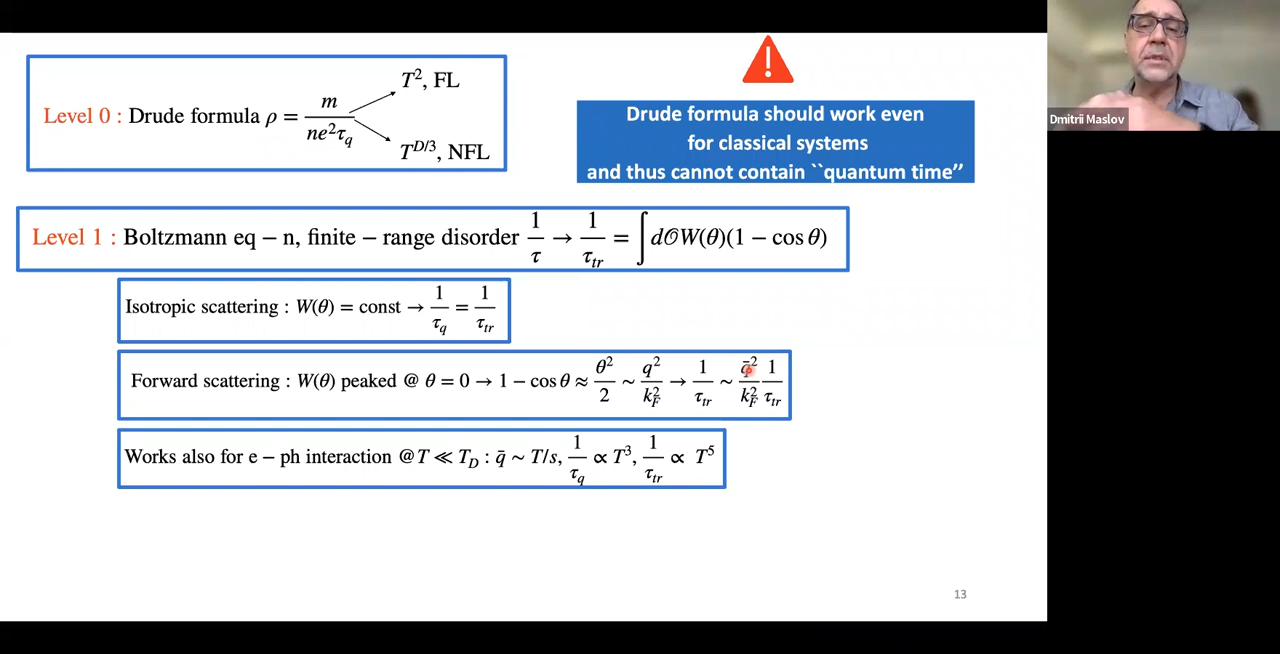 Level 0 : Drude formula ρ = m / ne²τ_q
T², FL
T^{D/3}, NFL
!
Drude formula should work even
for classical systems
and thus cannot contain ``quantum time”
Level 1 : Boltzmann eq − n, finite − range disorder 1/τ → 1/τ_tr = ∫ d𝒪W(θ)(1 − cos θ)
Isotropic scattering : W(θ) = const → 1/τ_q = 1/τ_tr
Forward scattering : W(θ) peaked @ θ = 0 → 1 − cos θ ≈ θ²/2 ~ q²/k_F² → 1/τ_tr ~ q̄²/k_F² 1/τ_tr
Works also for e − ph interaction @ T ≪ T_D : q̄ ~ T/s, 1/τ_q ∝ T³, 1/τ_tr ∝ T⁵
13
Dmitrii Maslov